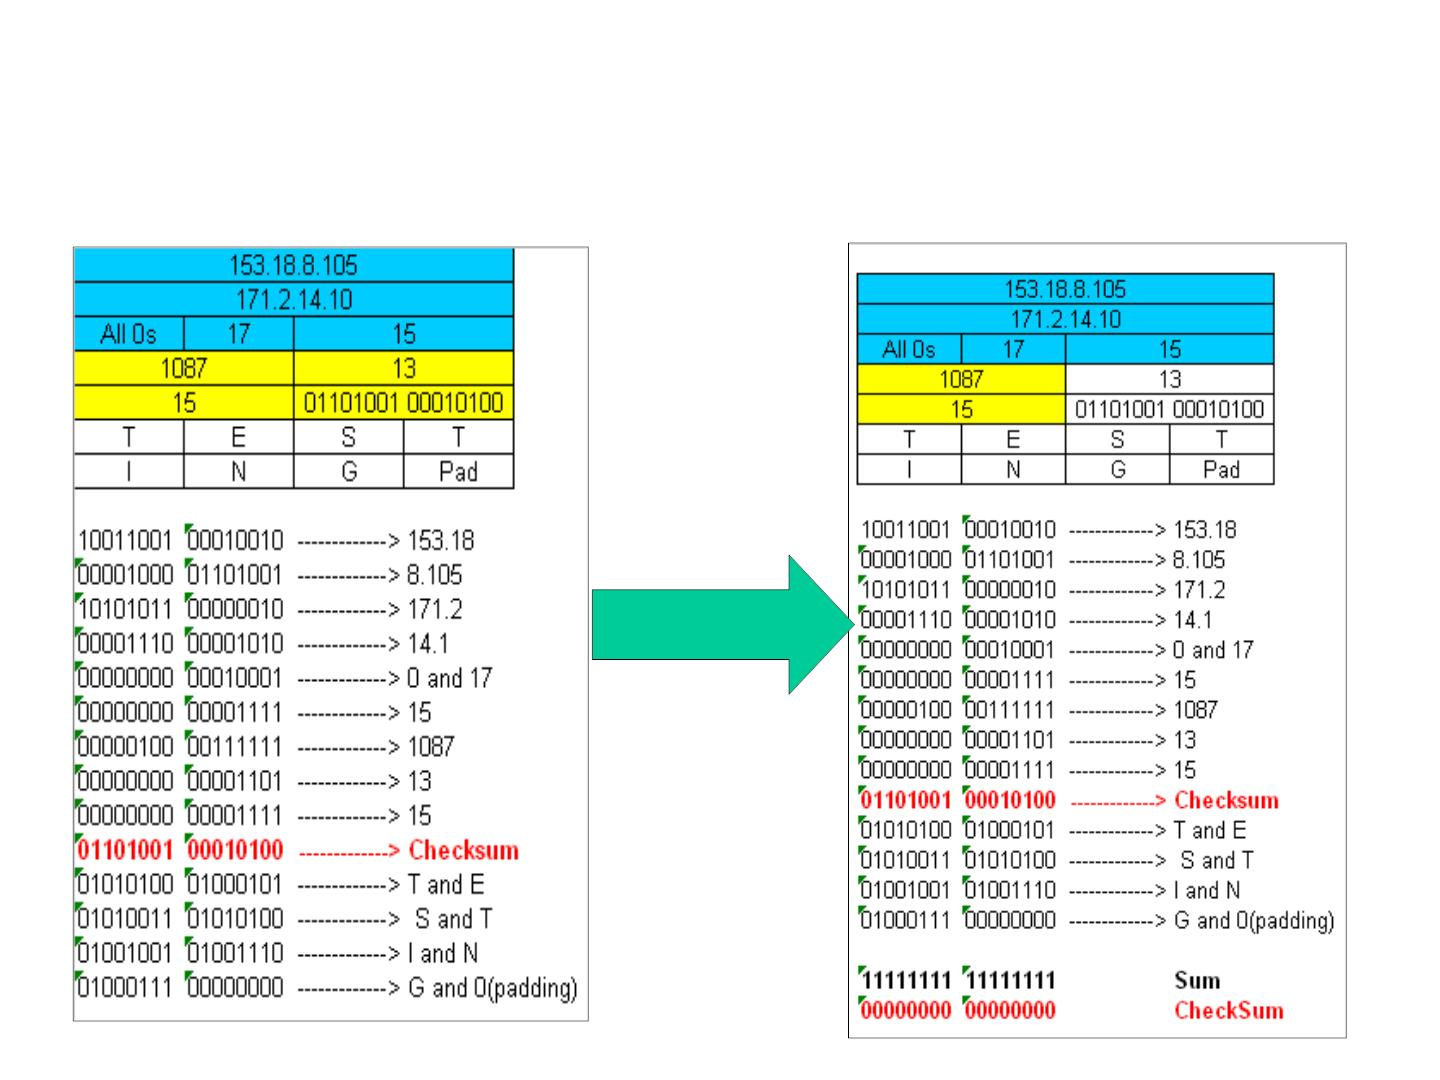 153.18.8.105
171.2.14.10
All 0s 17 15
1087 13
15 01101001 00010100
T E S T
I N G Pad
10011001 00010010 ------------> 153.18
00001000 01101001 ------------> 8.105
10101011 00000010 ------------> 171.2
00001110 00001010 ------------> 14.1
00000000 00010001 ------------> 0 and 17
00000000 00001111 ------------> 15
00000100 00111111 ------------> 1087
00000000 00001101 ------------> 13
00000000 00001111 ------------> 15
01101001 00010100 ------------> Checksum
01010100 01000101 ------------> T and E
01010011 01010100 ------------> S and T
01001001 01001110 ------------> I and N
01000111 00000000 ------------> G and 0(padding)
153.18.8.105
171.2.14.10
All 0s 17 15
1087 13
15 01101001 00010100
T E S T
I N G Pad
10011001 00010010 ------------> 153.18
00001000 01101001 ------------> 8.105
10101011 00000010 ------------> 171.2
00001110 00001010 ------------> 14.1
00000000 00010001 ------------> 0 and 17
00000000 00001111 ------------> 15
00000100 00111111 ------------> 1087
00000000 00001101 ------------> 13
00000000 00001111 ------------> 15
01101001 00010100 ------------> Checksum
01010100 01000101 ------------> T and E
01010011 01010100 ------------> S and T
01001001 01001110 ------------> I and N
01000111 00000000 ------------> G and 0(padding)
11111111 11111111 Sum
00000000 00000000 CheckSum